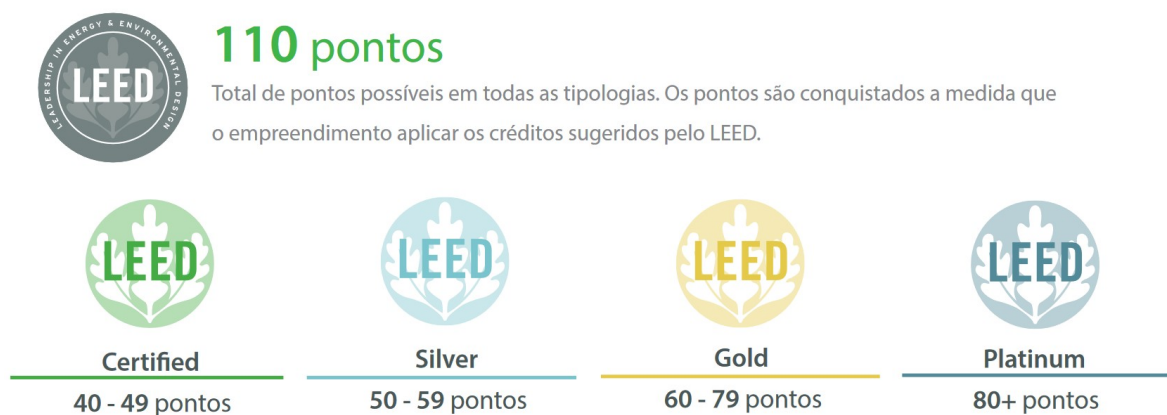 LEADERSHIP IN ENERGY & ENVIRONMENTAL DESIGN
LEED
110 pontos
Total de pontos possíveis em todas as tipologias. Os pontos são conquistados a medida que
o empreendimento aplicar os créditos sugeridos pelo LEED.
LEED
LEED
LEED
LEED
Certified
Silver
Gold
Platinum
40 - 49 pontos
50 - 59 pontos
60 - 79 pontos
80+ pontos